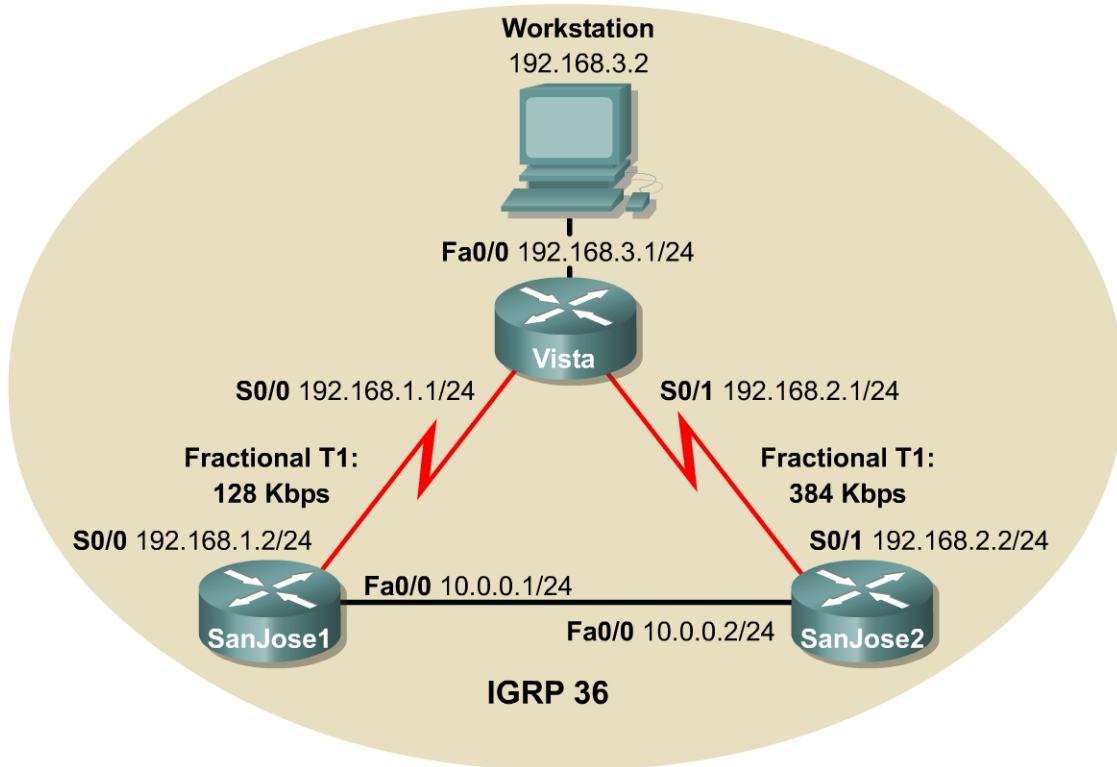 Workstation
192.168.3.2
Fa0/0 192.168.3.1/24
Vista
S0/0 192.168.1.1/24
S0/1 192.168.2.1/24
Fractional T1:
128 Kbps
Fractional T1:
384 Kbps
S0/0 192.168.1.2/24
S0/1 192.168.2.2/24
Fa0/0 10.0.0.1/24
SanJose1
Fa0/0 10.0.0.2/24
SanJose2
IGRP 36